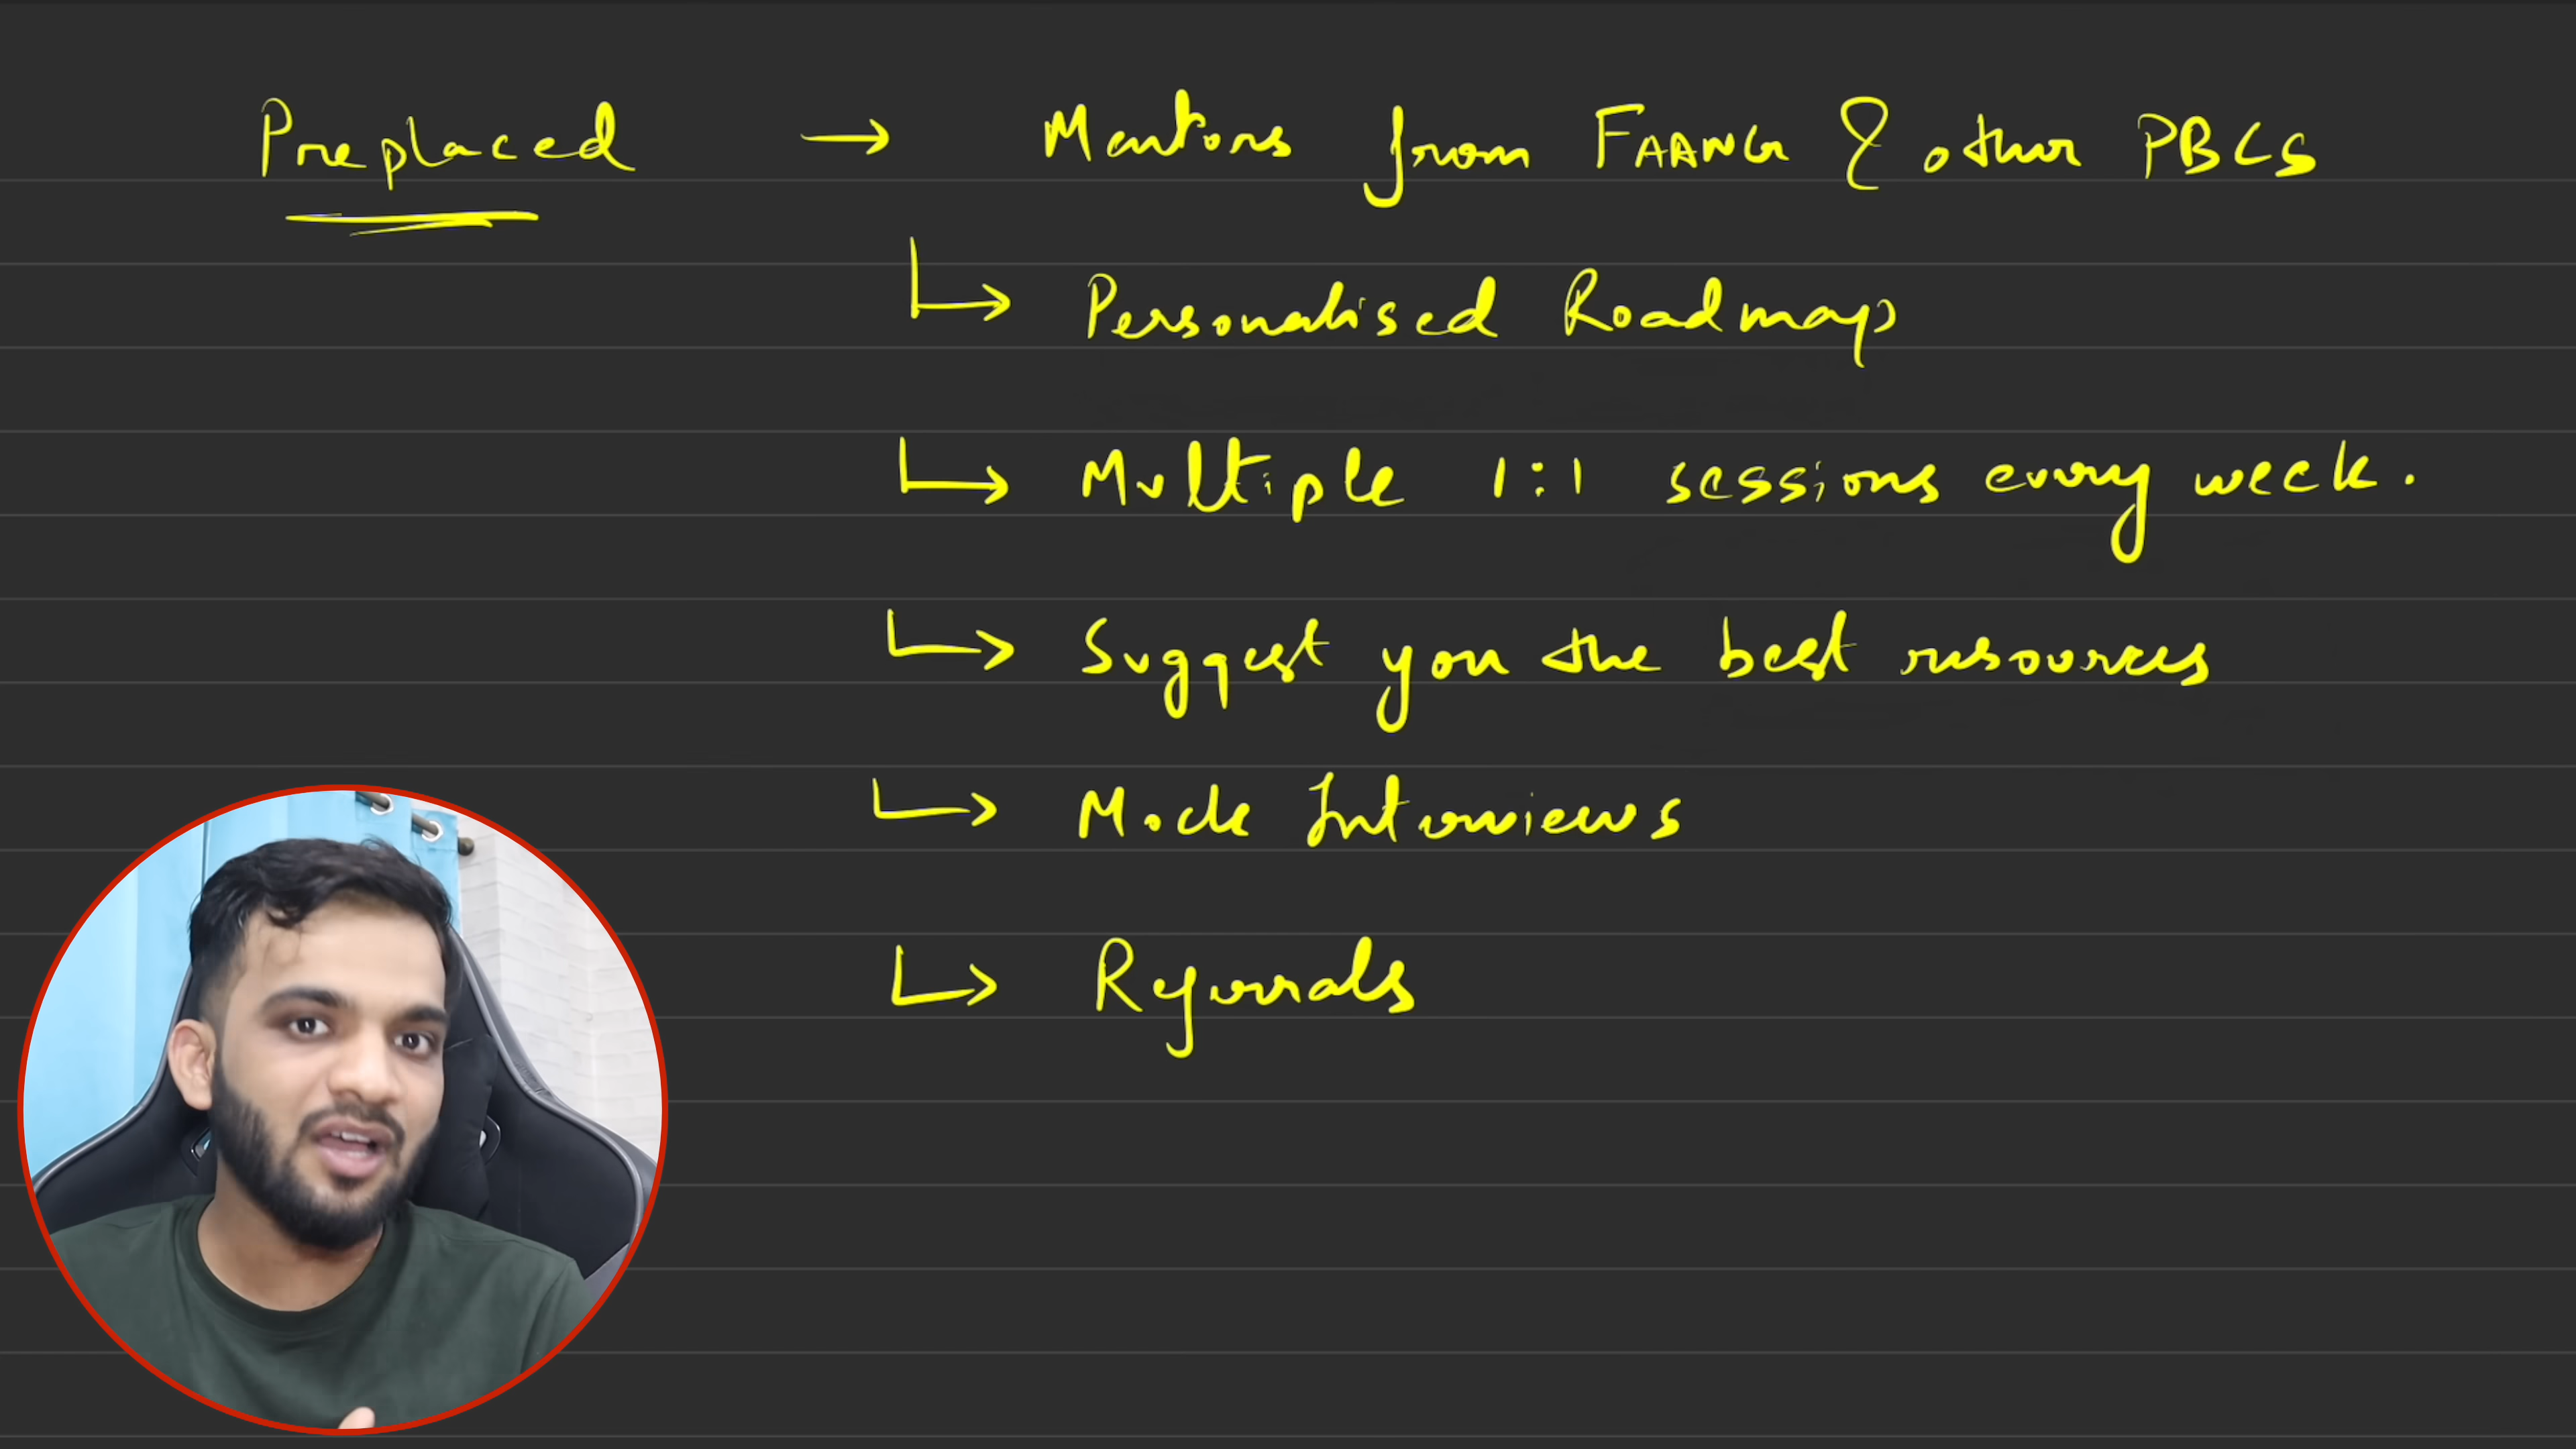 Preplaced → Mentors from FAANG & other PBCS
↳ Personalised Roadmap
↳ Multiple 1:1 sessions every week.
↳ Suggest you the best resources
↳ Mock Interviews
↳ Referrals